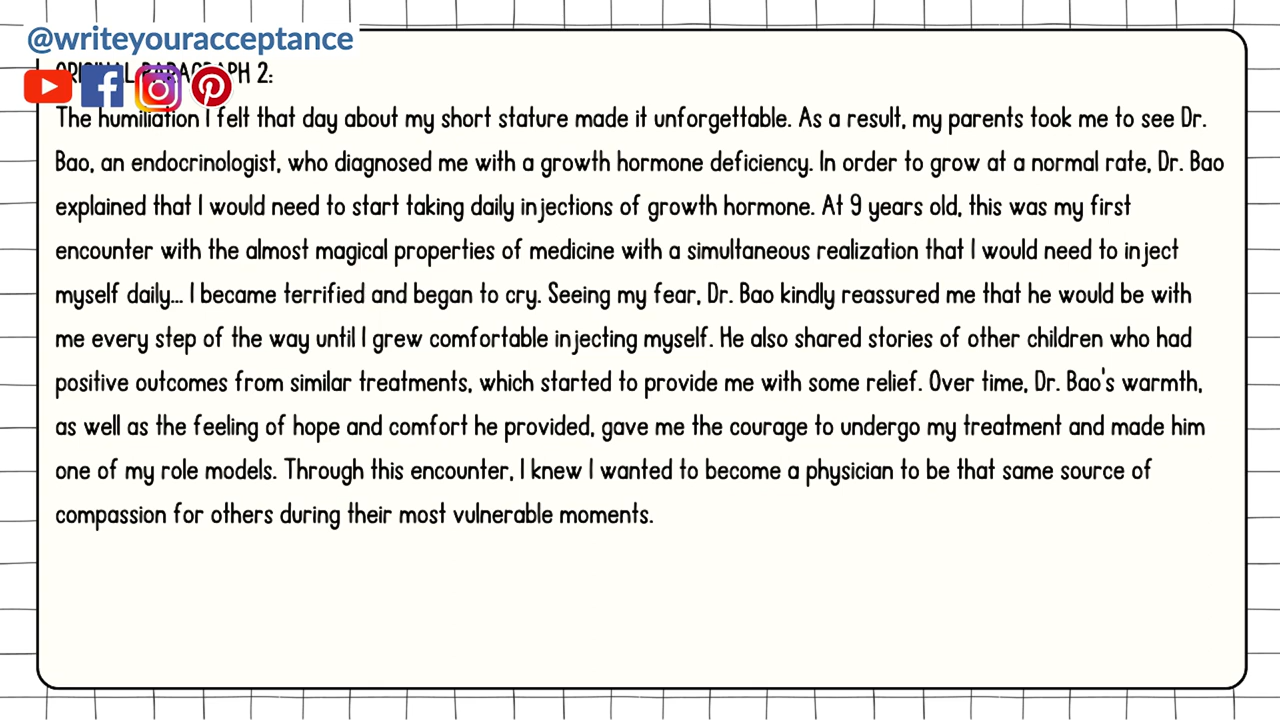 @writeyouracceptance
ORIGINAL PARAGRAPH 2:
The humiliation I felt that day about my short stature made it unforgettable. As a result, my parents took me to see Dr.
Bao, an endocrinologist, who diagnosed me with a growth hormone deficiency. In order to grow at a normal rate, Dr. Bao
explained that I would need to start taking daily injections of growth hormone. At 9 years old, this was my first
encounter with the almost magical properties of medicine with a simultaneous realization that I would need to inject
myself daily... I became terrified and began to cry. Seeing my fear, Dr. Bao kindly reassured me that he would be with
me every step of the way until I grew comfortable injecting myself. He also shared stories of other children who had
positive outcomes from similar treatments, which started to provide me with some relief. Over time, Dr. Bao's warmth,
as well as the feeling of hope and comfort he provided, gave me the courage to undergo my treatment and made him
one of my role models. Through this encounter, I knew I wanted to become a physician to be that same source of
compassion for others during their most vulnerable moments.